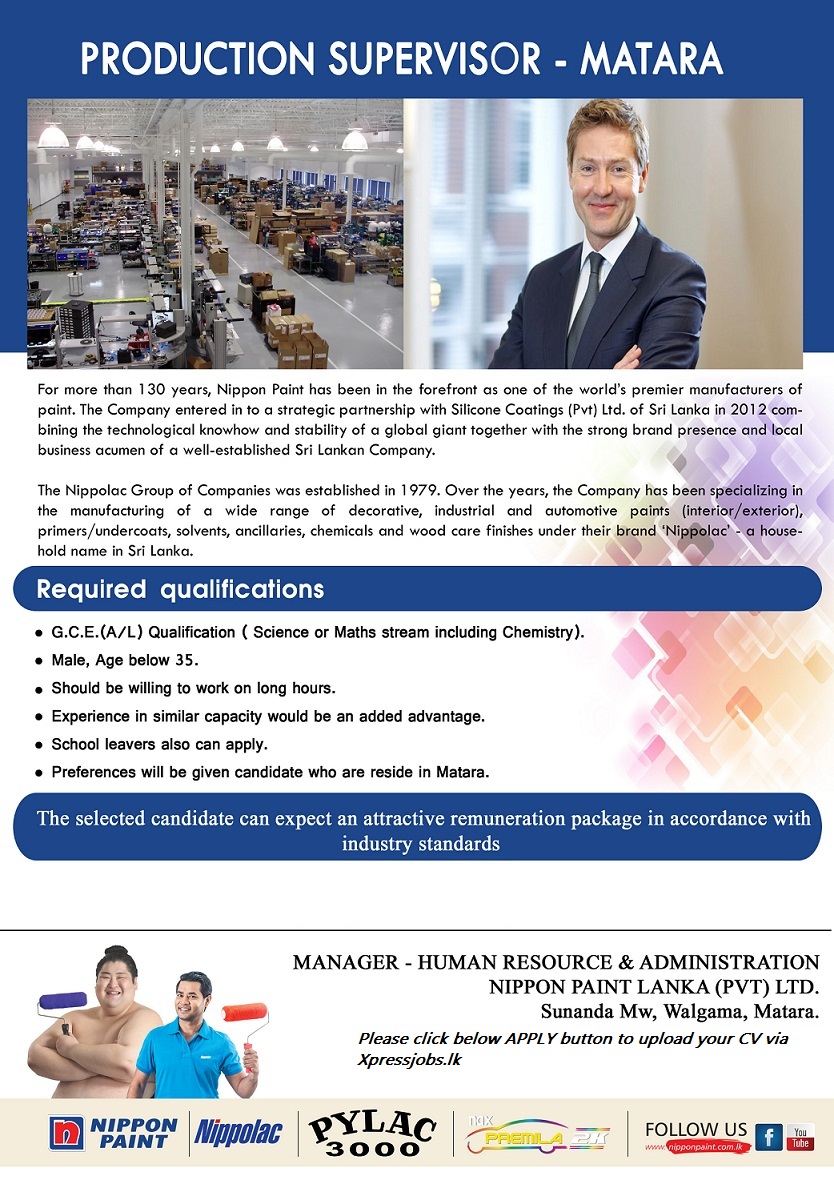 PRODUCTION SUPERVISOR - MATARA
For more than 130 years, Nippon Paint has been in the forefront as one of the world's premier manufacturers of
paint. The Company entered in to a strategic partnership with Silicone Coatings (Pvt) Ltd. of Sri Lanka in 2012 com-
bining the technological knowhow and stability of a global giant together with the strong brand presence and local
business acumen of a well-established Sri Lankan Company.
The Nippolac Group of Companies was established in 1979. Over the years, the Company has been specializing in
the manufacturing of a wide range of decorative, industrial and automotive paints (interior/exterior),
primers/undercoats, solvents, ancillaries, chemicals and wood care finishes under their brand 'Nippolac' - a house-
hold name in Sri Lanka.
Required qualifications
• G.C.E.(A/L) Qualification ( Science or Maths stream including Chemistry).
• Male, Age below 35.
• Should be willing to work on long hours.
• Experience in similar capacity would be an added advantage.
• School leavers also can apply.
• Preferences will be given candidate who are reside in Matara.
The selected candidate can expect an attractive remuneration package in accordance with
industry standards
MANAGER - HUMAN RESOURCE & ADMINISTRATION
NIPPON PAINT LANKA (PVT) LTD.
Sunanda Mw, Walgama, Matara.
Please click below APPLY button to upload your CV via
Xpressjobs.lk
n NIPPON
PAINT
Nippolac
PYLAC
3000
nax
PREMILA 2K
FOLLOW US
www.nipponpaint.com.lk
f
You
Tube